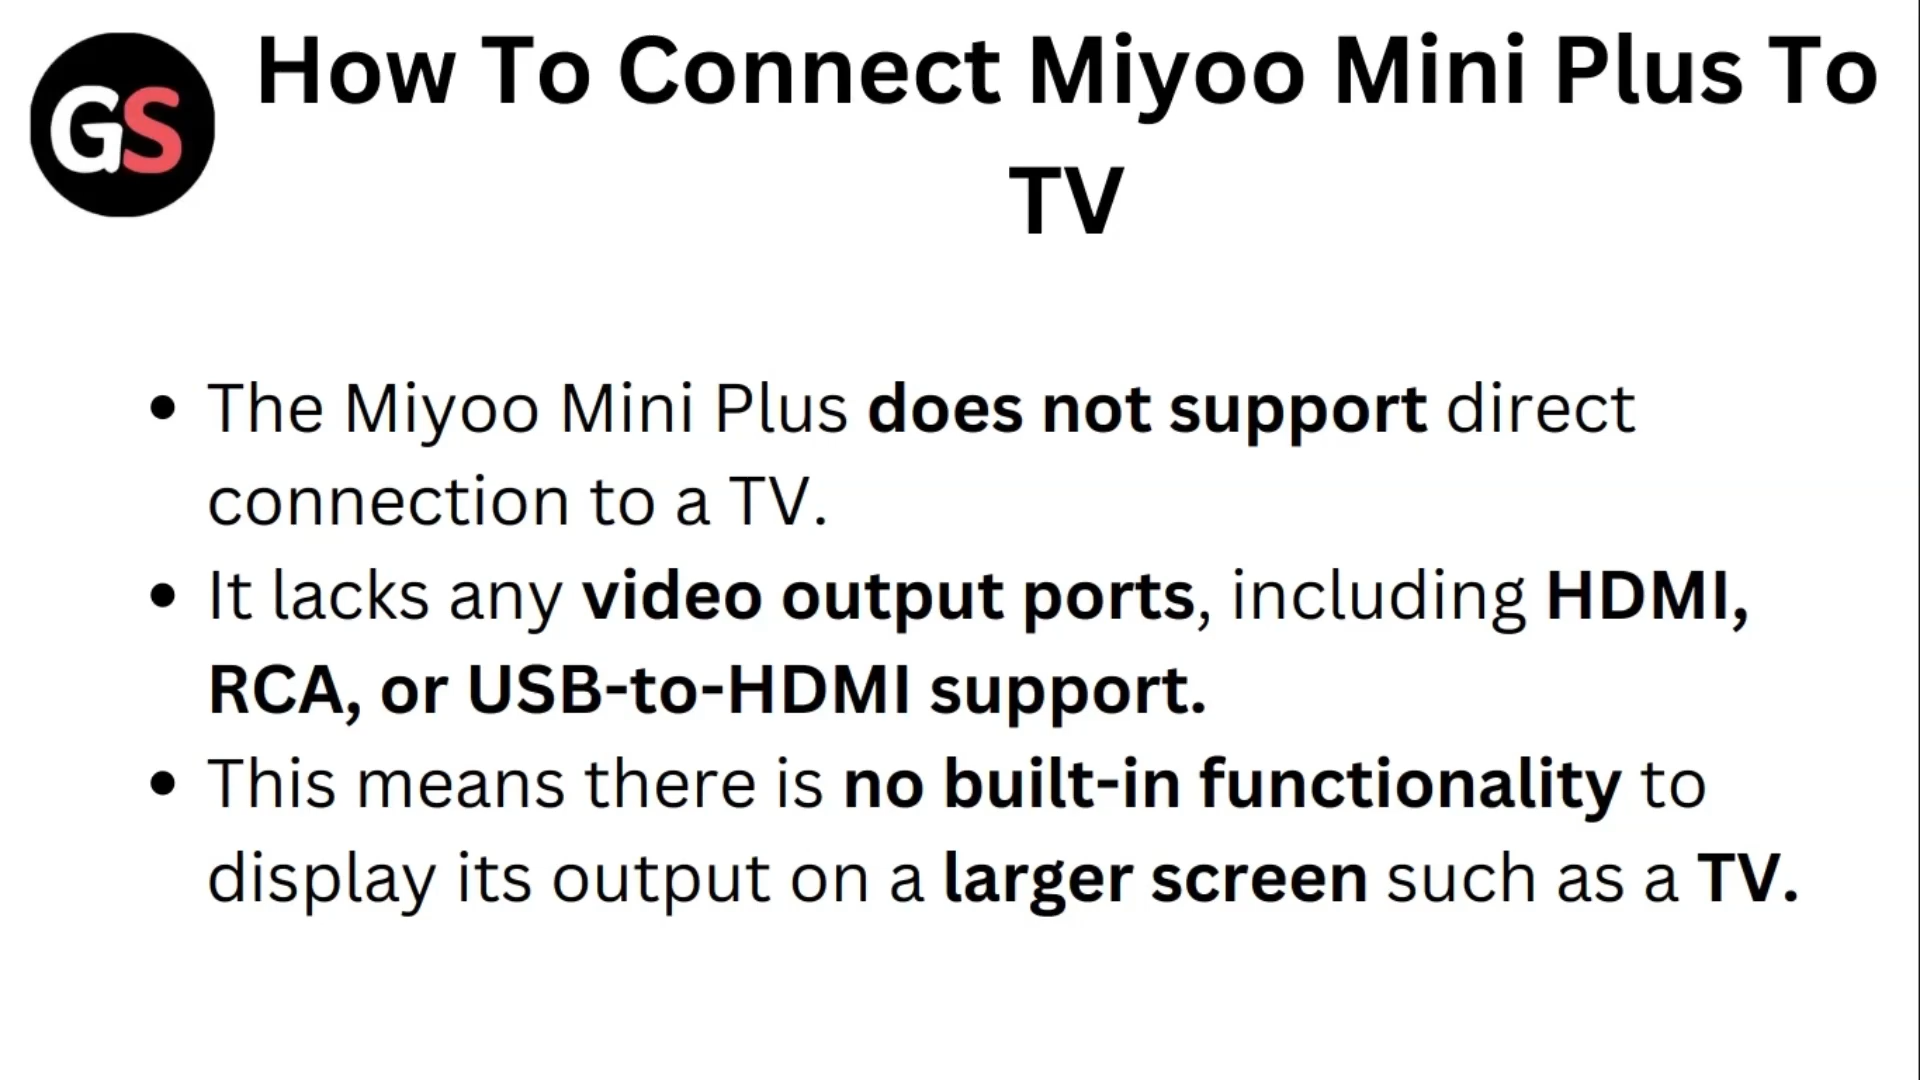 GS
How To Connect Miyoo Mini Plus To
TV
• The Miyoo Mini Plus does not support direct
connection to a TV.
• It lacks any video output ports, including HDMI,
RCA, or USB-to-HDMI support.
• This means there is no built-in functionality to
display its output on a larger screen such as a TV.